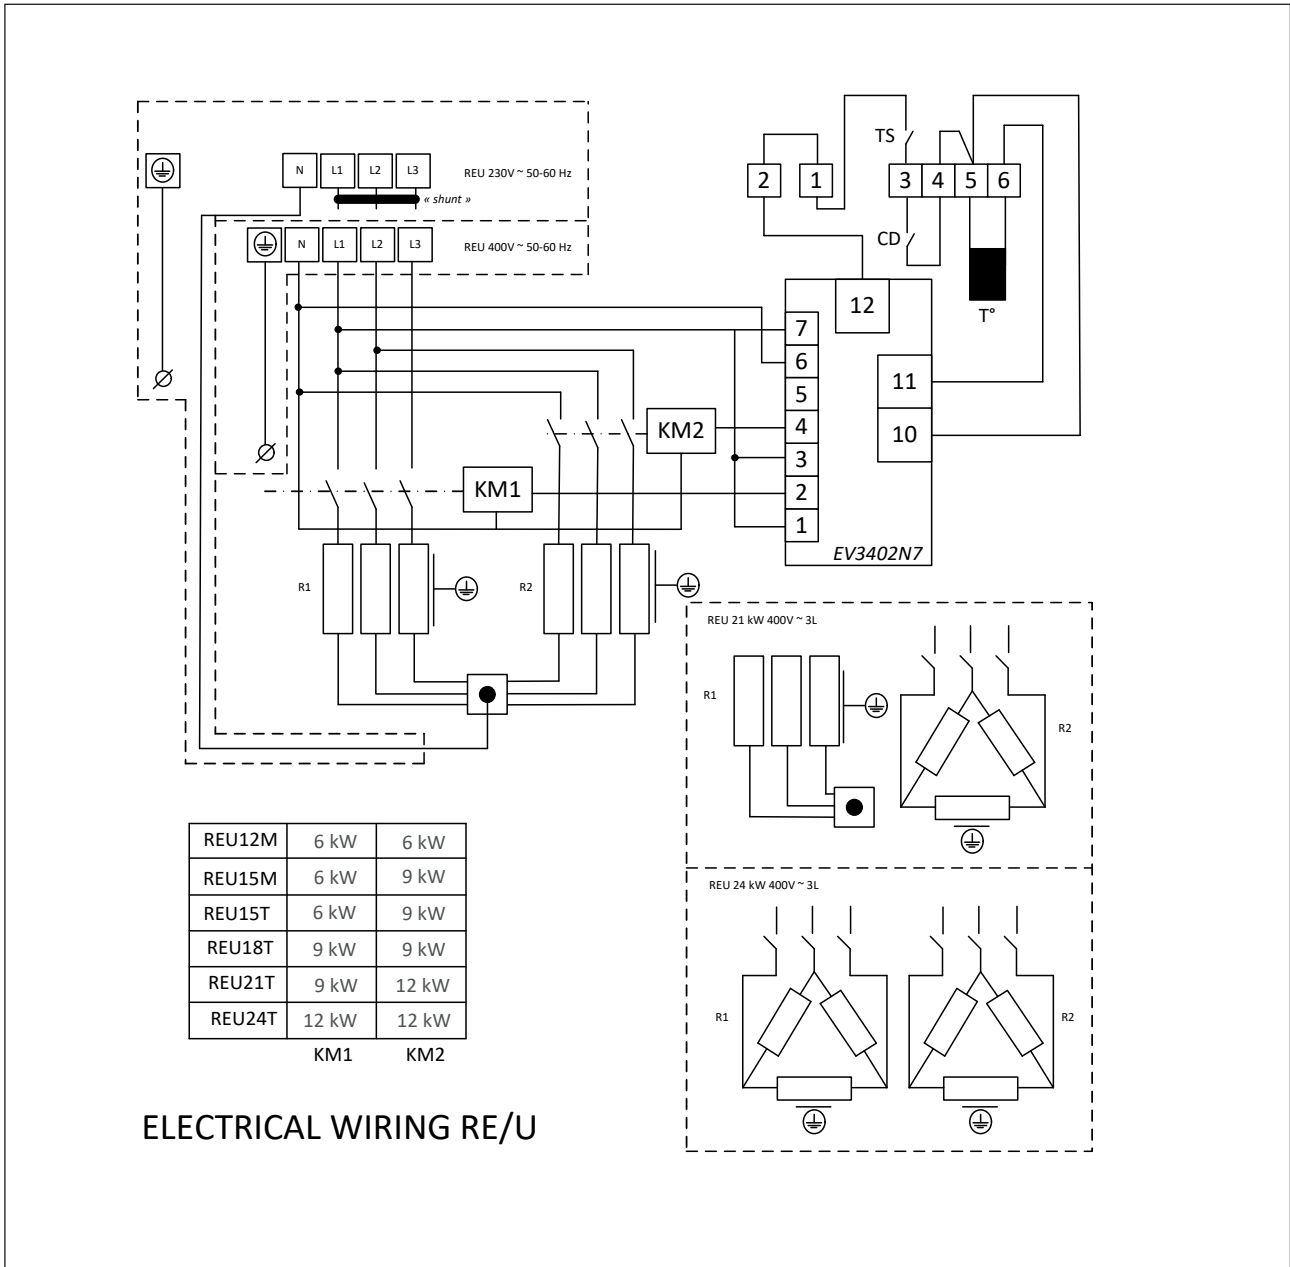 N L1 L2 L3 REU 230V ~ 50-60 Hz
« shunt »
N L1 L2 L3 REU 400V ~ 50-60 Hz
TS
2 1 3 4 5 6
CD
T°
12
7
6
5
4
3
2
1
11
10
EV3402N7
KM2
KM1
R1
R2
REU 21 kW 400V ~ 3L
R1
R2
REU 24 kW 400V ~ 3L
R1
R2
REU12M 6 kW 6 kW
REU15M 6 kW 9 kW
REU15T 6 kW 9 kW
REU18T 9 kW 9 kW
REU21T 9 kW 12 kW
REU24T 12 kW 12 kW
KM1 KM2
ELECTRICAL WIRING RE/U